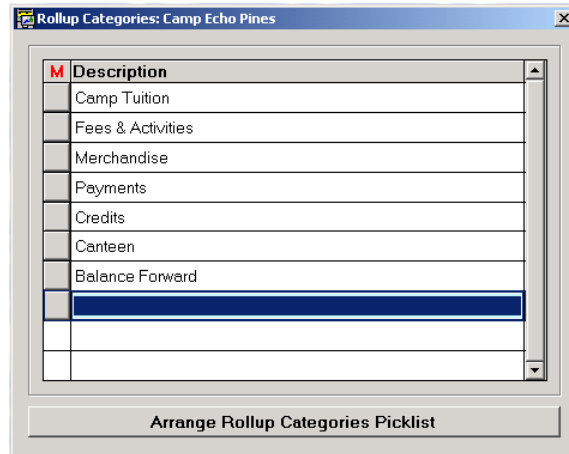 Rollup Categories: Camp Echo Pines
M Description
Camp Tuition
Fees & Activities
Merchandise
Payments
Credits
Canteen
Balance Forward
Arrange Rollup Categories Picklist